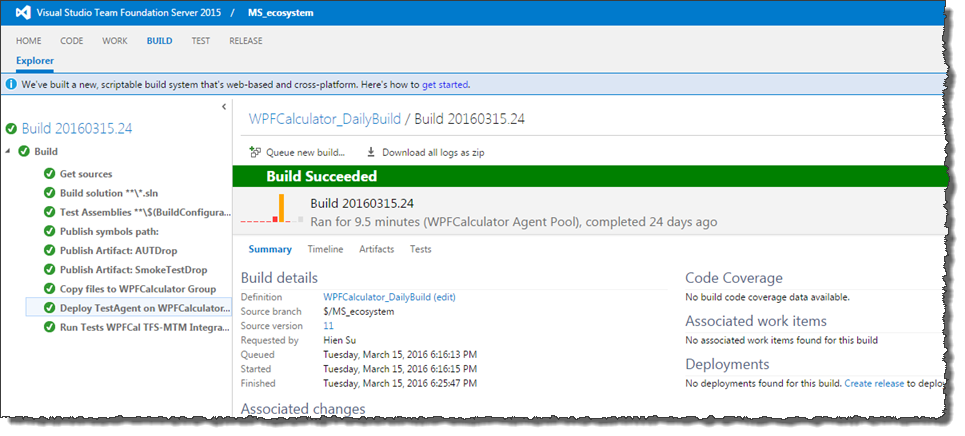 Visual Studio Team Foundation Server 2015 / MS_ecosystem
HOME CODE WORK BUILD TEST RELEASE
Explorer
We've built a new, scriptable build system that's web-based and cross-platform. Here's how to get started.
Build 20160315.24
Build
Get sources
Build solution **\*.sln
Test Assemblies **\$(BuildConfigura...
Publish symbols path:
Publish Artifact: AUTDrop
Publish Artifact: SmokeTestDrop
Copy files to WPFCalculator Group
Deploy TestAgent on WPFCalculator...
Run Tests WPFCal TFS-MTM Integra...
WPFCalculator_DailyBuild / Build 20160315.24
Queue new build... Download all logs as zip
Build Succeeded
Build 20160315.24
Ran for 9.5 minutes (WPFCalculator Agent Pool), completed 24 days ago
Summary Timeline Artifacts Tests
Build details
Definition WPFCalculator_DailyBuild (edit)
Source branch $/MS_ecosystem
Source version 11
Requested by Hien Su
Queued Tuesday, March 15, 2016 6:16:13 PM
Started Tuesday, March 15, 2016 6:16:15 PM
Finished Tuesday, March 15, 2016 6:25:47 PM
Associated changes
Code Coverage
No build code coverage data available.
Associated work items
No associated work items found for this build
Deployments
No deployments found for this build. Create release to deplo